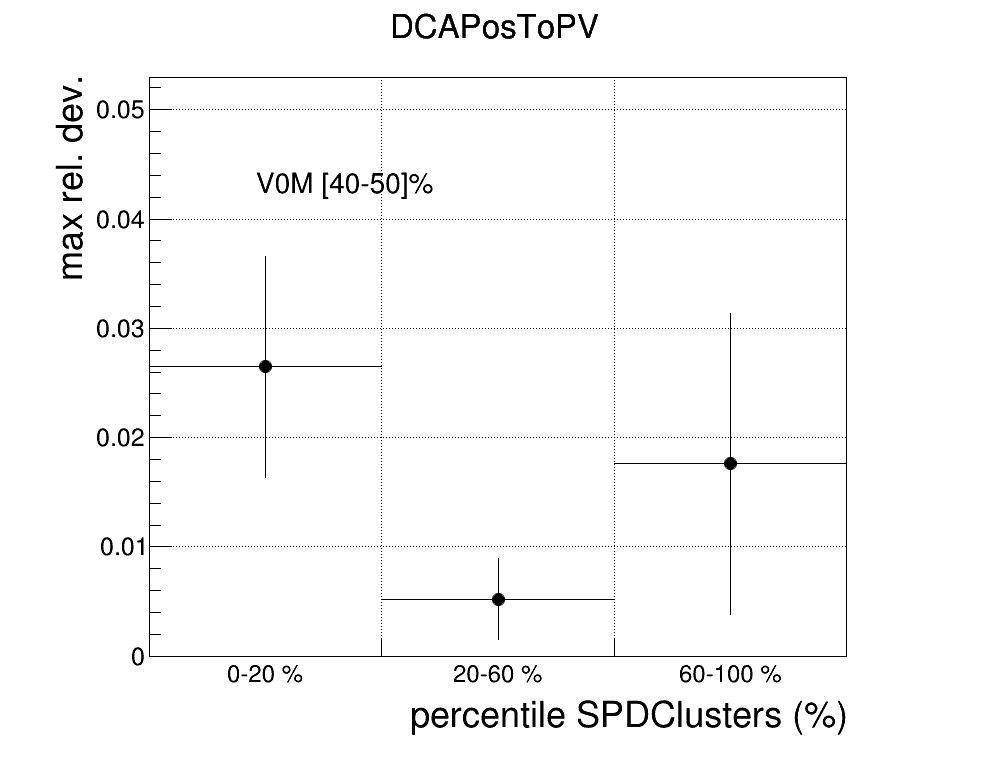 DCAPosToPV
max rel. dev.
0.05
V0M [40-50]%
0.04
0.03
0.02
0.01
0
0-20 % 20-60 % 60-100 %
percentile SPDClusters (%)